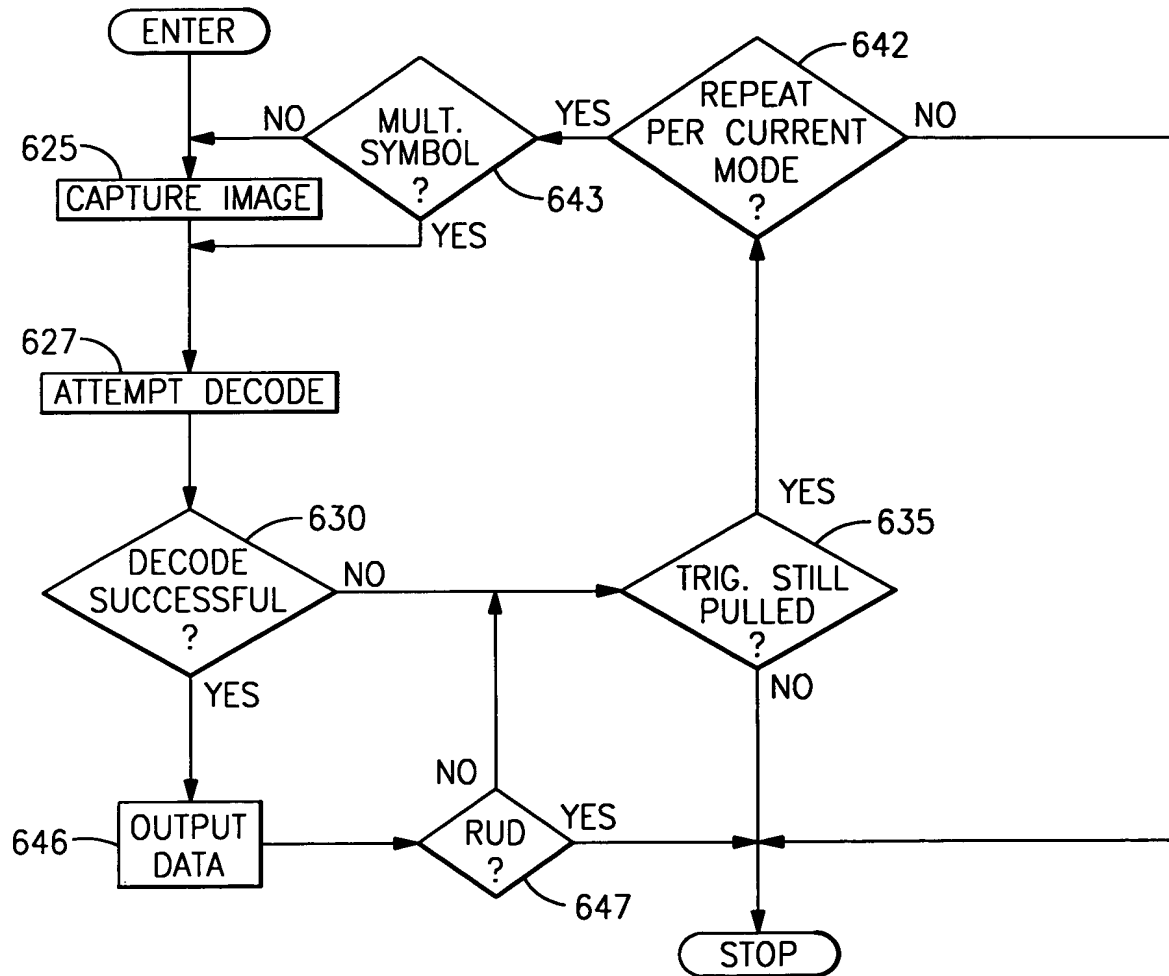 ENTER
642
NO
MULT.
SYMBOL
?
YES
REPEAT
PER CURRENT
MODE
?
NO
625
CAPTURE IMAGE
643
YES
627
ATTEMPT DECODE
YES
630
635
DECODE
SUCCESSFUL
?
NO
TRIG. STILL
PULLED
?
YES
NO
NO
YES
646
OUTPUT
DATA
RUD
?
647
STOP